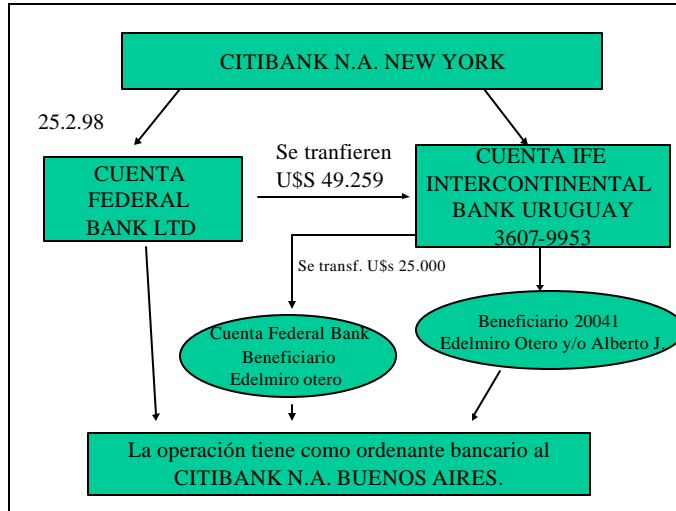 CITIBANK N.A. NEW YORK
25.2.98
CUENTA
FEDERAL
BANK LTD
Se tranfieren
U$S 49.259
CUENTA IFE
INTERCONTINENTAL
BANK URUGUAY
3607-9953
Se transf. U$s 25.000
Cuenta Federal Bank
Beneficiario
Edelmiro otero
Beneficiario 20041
Edelmiro Otero y/o Alberto J.
La operación tiene como ordenante bancario al
CITIBANK N.A. BUENOS AIRES.